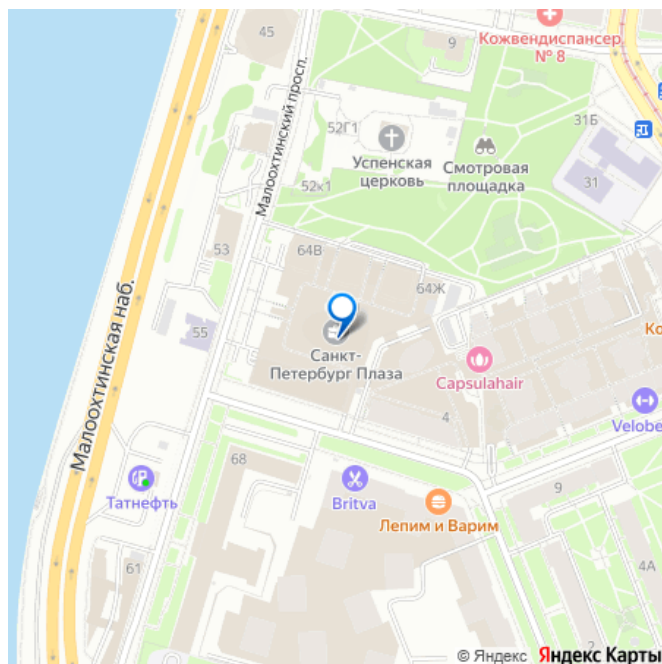 45
9
Кожвендиспансер
№ 8
Малоохтинский просп.
52Г1
Успенская
церковь
52к1
Смотровая
площадка
31Б
31
53
64В
64Ж
55
Малоохтинская наб.
Санкт-
Петербург Плаза
Capsulahair
Ко
4
Velobe
68
Татнефть
Britva
Лепим и Варим
9
61
4А
2
© Яндекс Яндекс Карты